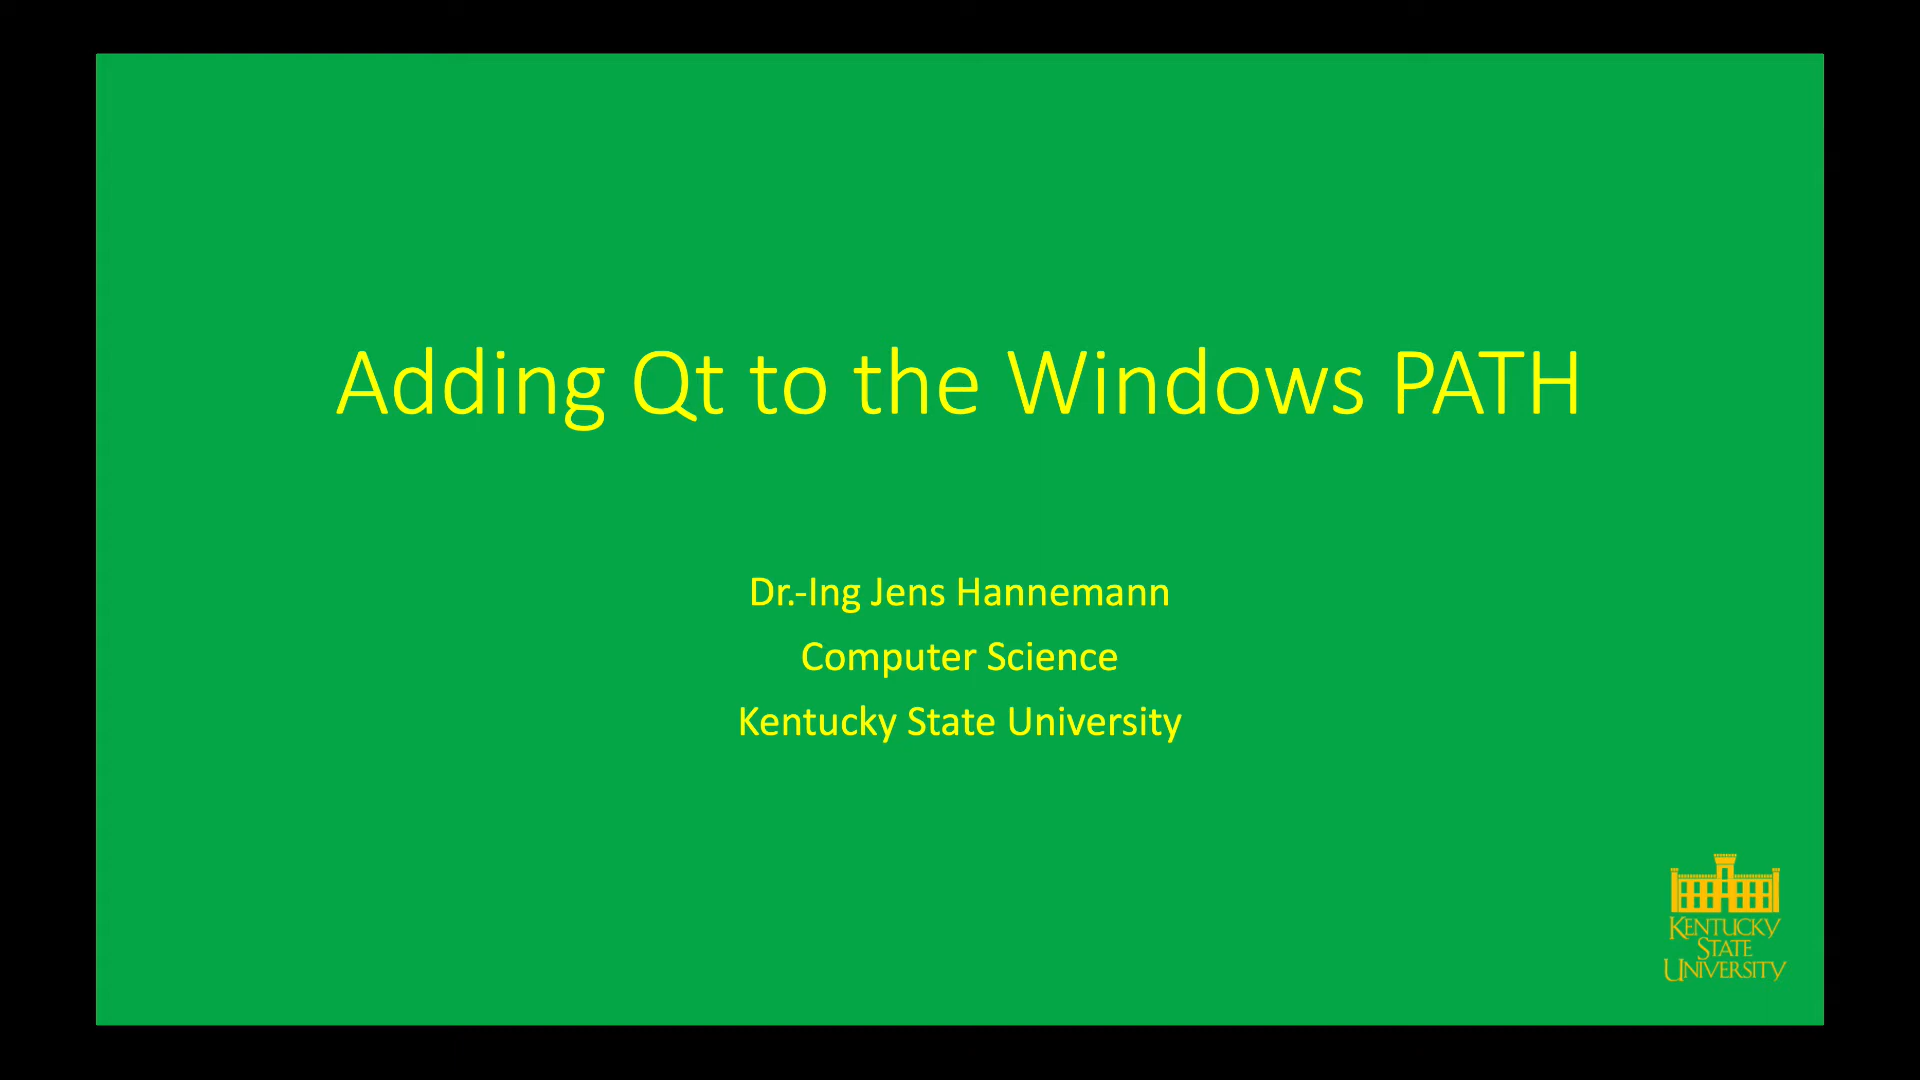 Adding Qt to the Windows PATH
Dr.-Ing Jens Hannemann
Computer Science
Kentucky State University
KENTUCKY
STATE
UNIVERSITY